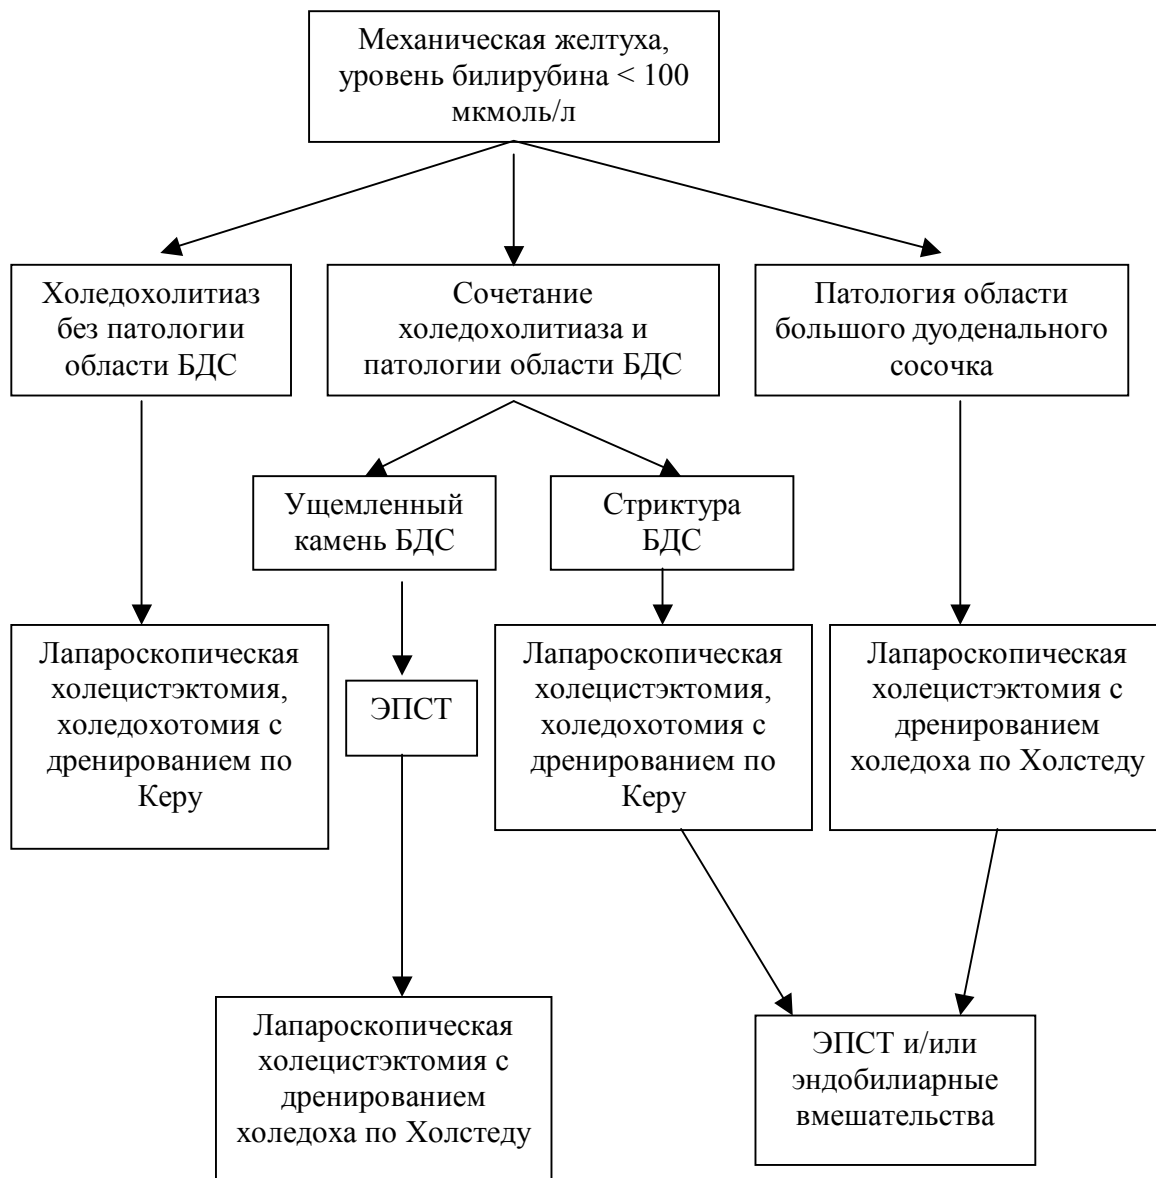 Механическая желтуха,
уровень билирубина < 100
мкмоль/л
Холедохолитиаз
без патологии
области БДС
Сочетание
холедохолитиаза и
патологии области БДС
Патология области
большого дуоденального
сосочка
Ущемленный
камень БДС
Стриктура
БДС
Лапароскопическая
холецистэктомия,
холедохотомия с
дренированием по
Керу
ЭПСТ
Лапароскопическая
холецистэктомия,
холедохотомия с
дренированием по
Керу
Лапароскопическая
холецистэктомия с
дренированием
холедоха по Холстеду
Лапароскопическая
холецистэктомия с
дренированием
холедоха по Холстеду
ЭПСТ и/или
эндобилиарные
вмешательства